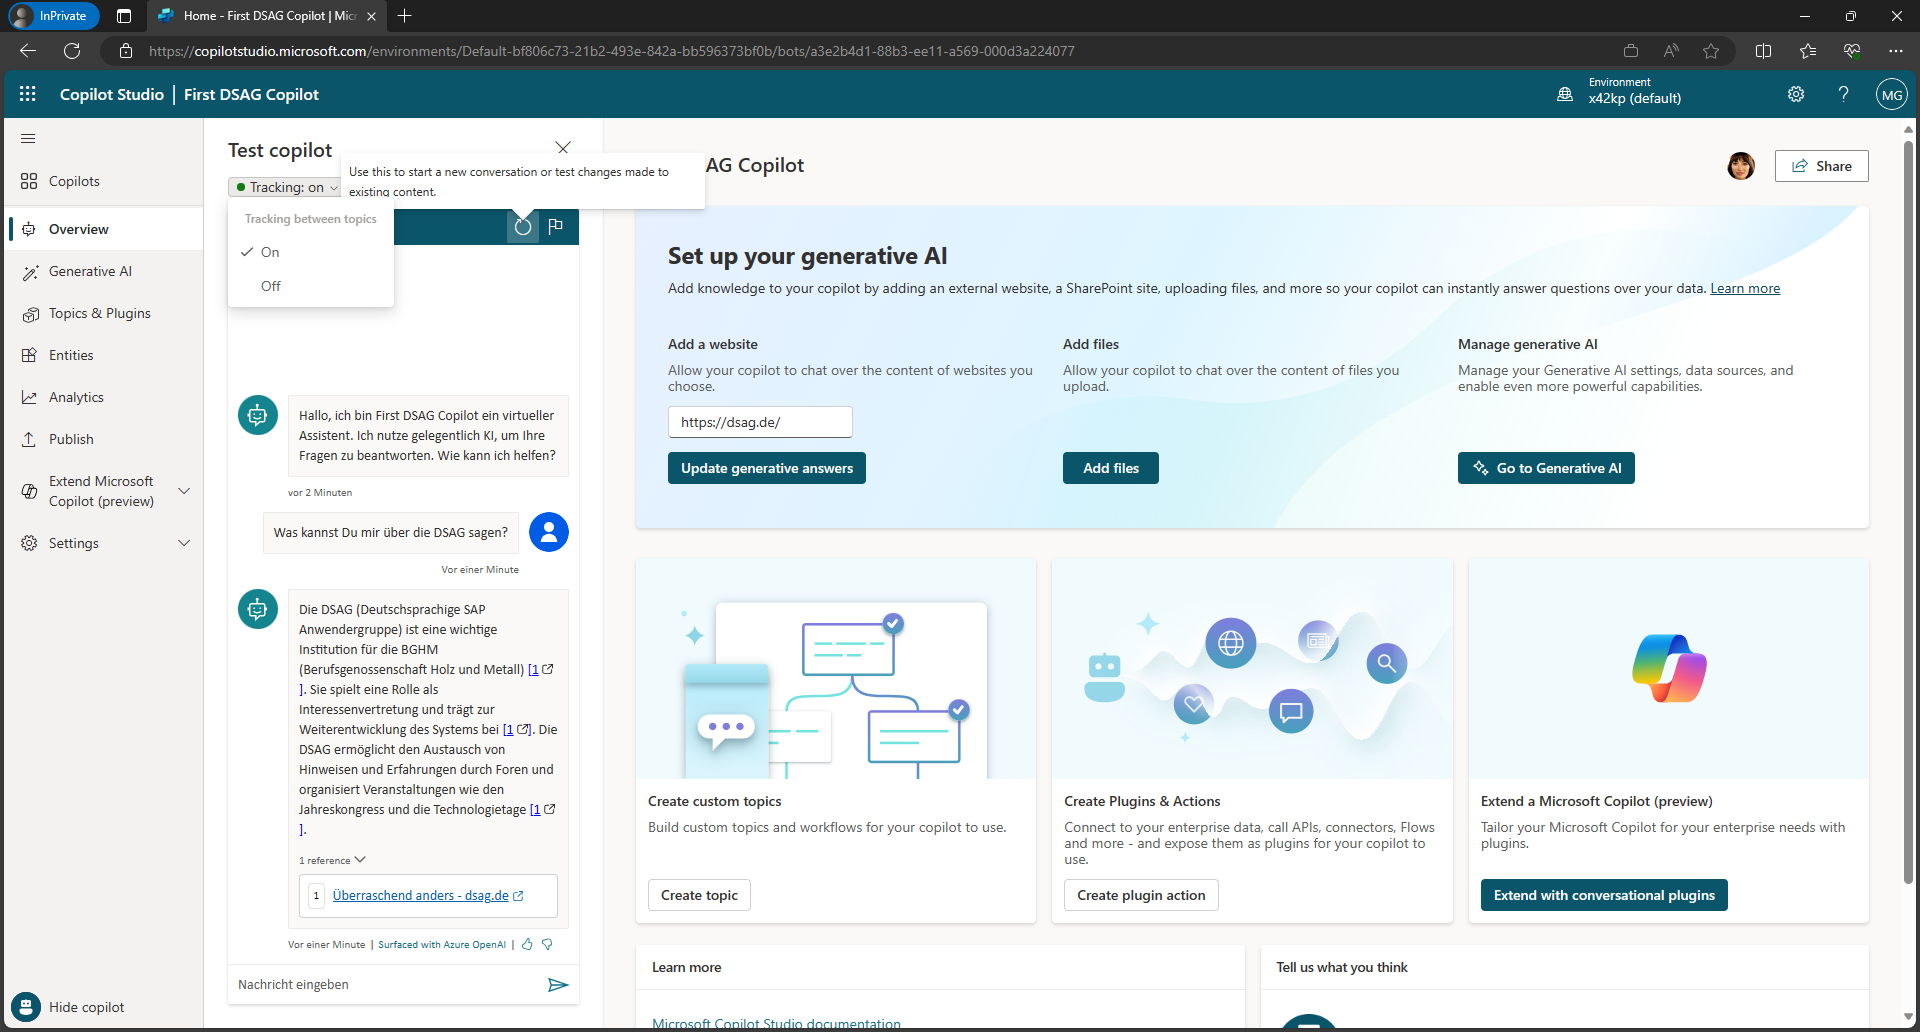 InPrivate
Home - First DSAG Copilot | Micr
https://copilotstudio.microsoft.com/environments/Default-bf806c73-21b2-493e-842a-bb596373bf0b/bots/a3e2b4d1-88b3-ee11-a569-000d3a224077
Copilot Studio | First DSAG Copilot
Environment
x42kp (default)
?
MG
Copilots
Overview
Generative AI
Topics & Plugins
Entities
Analytics
Publish
Extend Microsoft
Copilot (preview)
Settings
Hide copilot
Test copilot
Tracking: on
Use this to start a new conversation or test changes made to
existing content.
Tracking between topics
On
Off
Hallo, ich bin First DSAG Copilot ein virtueller
Assistent. Ich nutze gelegentlich KI, um Ihre
Fragen zu beantworten. Wie kann ich helfen?
vor 2 Minuten
Was kannst Du mir über die DSAG sagen?
Vor einer Minute
Die DSAG (Deutschsprachige SAP
Anwendergruppe) ist eine wichtige
Institution für die BGHM
(Berufsgenossenschaft Holz und Metall) [1
]. Sie spielt eine Rolle als
Interessenvertretung und trägt zur
Weiterentwicklung des Systems bei [1]. Die
DSAG ermöglicht den Austausch von
Hinweisen und Erfahrungen durch Foren und
organisiert Veranstaltungen wie den
Jahreskongress und die Technologietage [1
].
1 reference
1 Überraschend anders - dsag.de
Vor einer Minute | Surfaced with Azure OpenAI |
Nachricht eingeben
AG Copilot
Share
Set up your generative AI
Add knowledge to your copilot by adding an external website, a SharePoint site, uploading files, and more so your copilot can instantly answer questions over your data. Learn more
Add a website
Allow your copilot to chat over the content of websites you
choose.
https://dsag.de/
Update generative answers
Add files
Allow your copilot to chat over the content of files you
upload.
Add files
Manage generative AI
Manage your Generative AI settings, data sources, and
enable even more powerful capabilities.
Go to Generative AI
Create custom topics
Build custom topics and workflows for your copilot to use.
Create topic
Create Plugins & Actions
Connect to your enterprise data, call APIs, connectors, Flows
and more - and expose them as plugins for your copilot to
use.
Create plugin action
Extend a Microsoft Copilot (preview)
Tailor your Microsoft Copilot for your enterprise needs with
plugins.
Extend with conversational plugins
Learn more
Microsoft Copilot Studio documentation
Tell us what you think